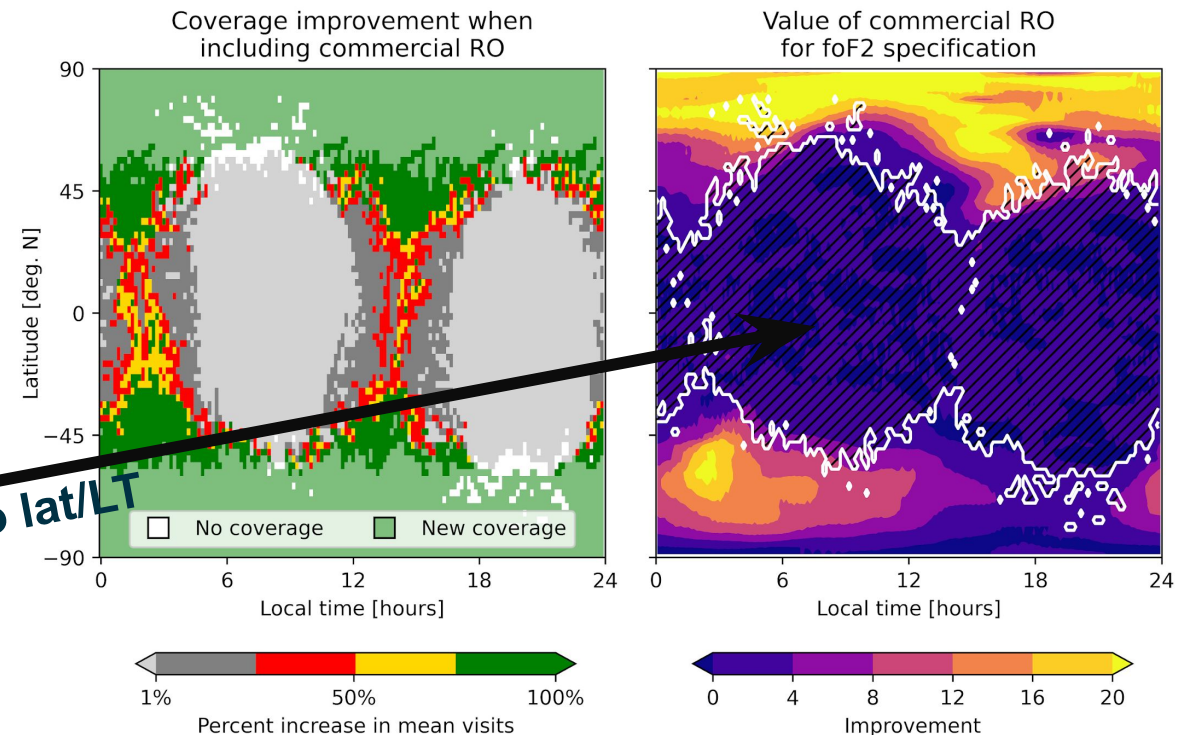 Coverage improvement when
including commercial RO
Value of commercial RO
for foF2 specification
90
45
0
−45
−90
Latitude [deg. N]
lat/LT
No coverage
New coverage
0 6 12 18 24
Local time [hours]
0 6 12 18 24
Local time [hours]
1% 50% 100%
Percent increase in mean visits
0 4 8 12 16 20
Improvement